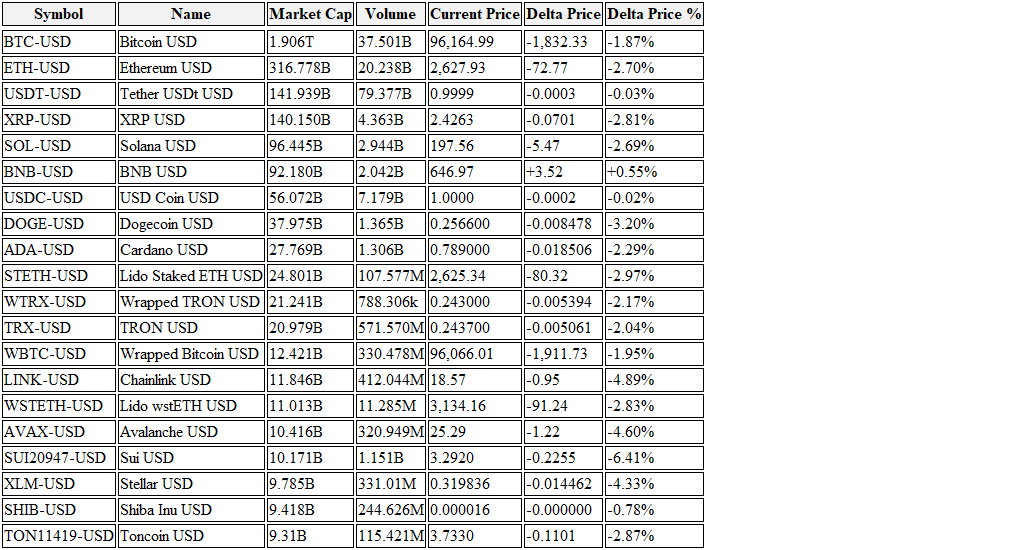 Symbol Name Market Cap Volume Current Price Delta Price Delta Price %
BTC-USD Bitcoin USD 1.906T 37.501B 96,164.99 -1,832.33 -1.87%
ETH-USD Ethereum USD 316.778B 20.238B 2,627.93 -72.77 -2.70%
USDT-USD Tether USDt USD 141.939B 79.377B 0.9999 -0.0003 -0.03%
XRP-USD XRP USD 140.150B 4.363B 2.4263 -0.0701 -2.81%
SOL-USD Solana USD 96.445B 2.944B 197.56 -5.47 -2.69%
BNB-USD BNB USD 92.180B 2.042B 646.97 +3.52 +0.55%
USDC-USD USD Coin USD 56.072B 7.179B 1.0000 -0.0002 -0.02%
DOGE-USD Dogecoin USD 37.975B 1.365B 0.256600 -0.008478 -3.20%
ADA-USD Cardano USD 27.769B 1.306B 0.789000 -0.018506 -2.29%
STETH-USD Lido Staked ETH USD 24.801B 107.577M 2,625.34 -80.32 -2.97%
WTRX-USD Wrapped TRON USD 21.241B 788.306k 0.243000 -0.005394 -2.17%
TRX-USD TRON USD 20.979B 571.570M 0.243700 -0.005061 -2.04%
WBTC-USD Wrapped Bitcoin USD 12.421B 330.478M 96,066.01 -1,911.73 -1.95%
LINK-USD Chainlink USD 11.846B 412.044M 18.57 -0.95 -4.89%
WSTETH-USD Lido wstETH USD 11.013B 11.285M 3,134.16 -91.24 -2.83%
AVAX-USD Avalanche USD 10.416B 320.949M 25.29 -1.22 -4.60%
SUI20947-USD Sui USD 10.171B 1.151B 3.2920 -0.2255 -6.41%
XLM-USD Stellar USD 9.785B 331.01M 0.319836 -0.014462 -4.33%
SHIB-USD Shiba Inu USD 9.418B 244.626M 0.000016 -0.000000 -0.78%
TON11419-USD Toncoin USD 9.31B 115.421M 3.7330 -0.1101 -2.87%